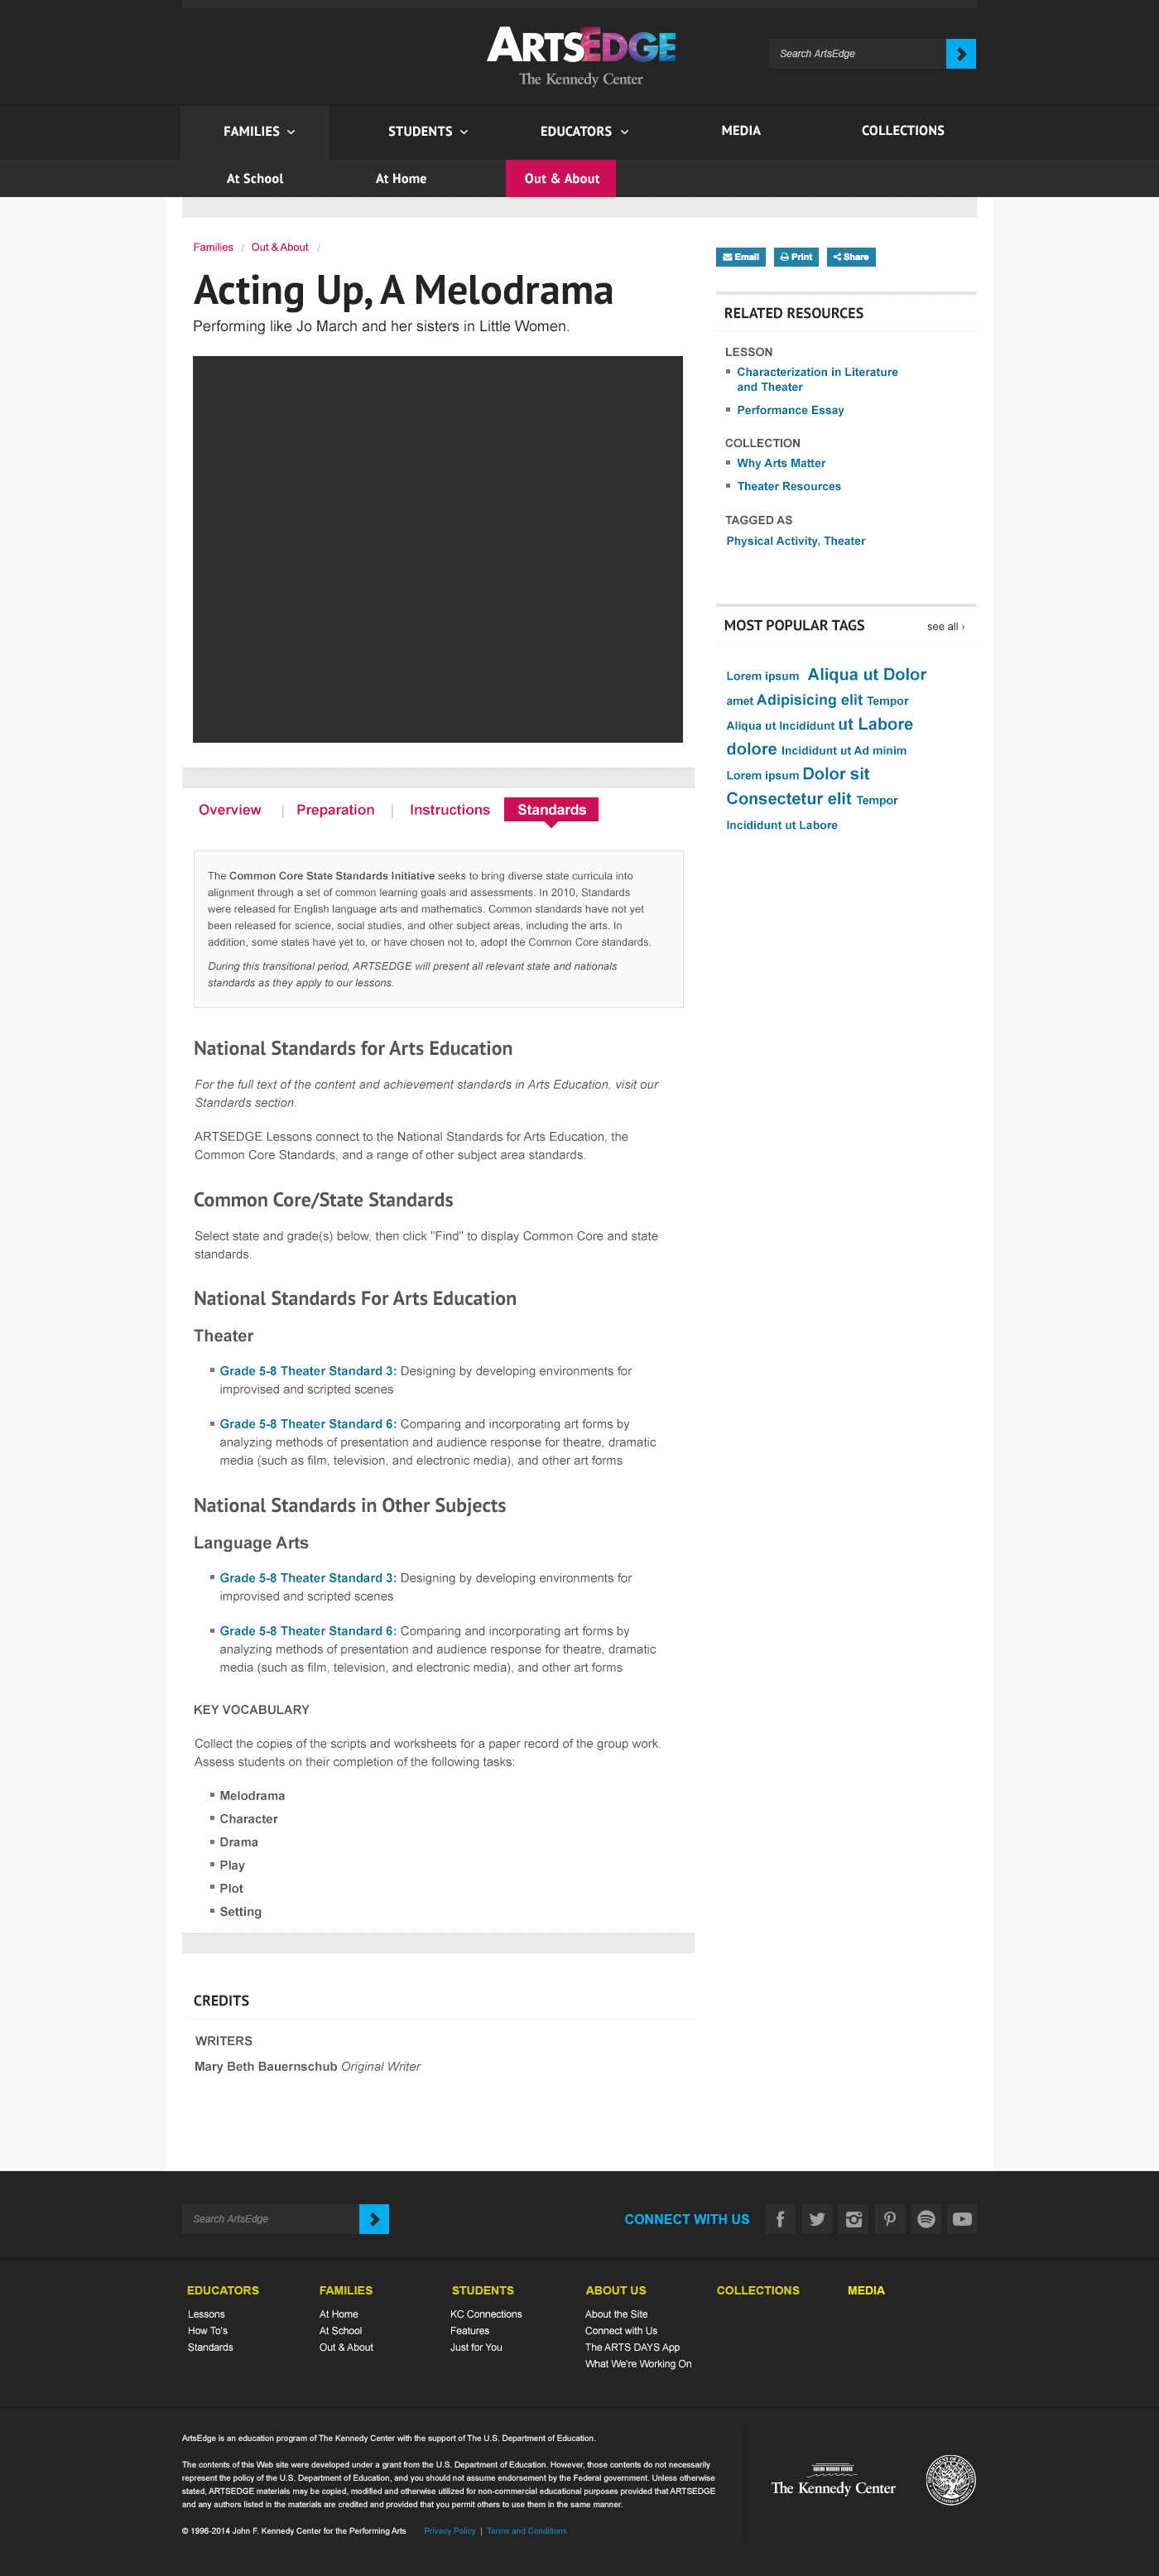 ARTSEDGE
The Kennedy Center
Search ArtsEdge
FAMILIES
STUDENTS
EDUCATORS
MEDIA
COLLECTIONS
At School
At Home
Out & About
Families / Out & About /
Acting Up, A Melodrama
Performing like Jo March and her sisters in Little Women.
Overview | Preparation | Instructions Standards
The Common Core State Standards Initiative seeks to bring diverse state curricula into
alignment through a set of common learning goals and assessments. In 2010, Standards
were released for English language arts and mathematics. Common standards have not yet
been released for science, social studies, and other subject areas, including the arts. In
addition, some states have yet to, or have chosen not to, adopt the Common Core standards.
During this transitional period, ARTSEDGE will present all relevant state and nationals
standards as they apply to our lessons.
National Standards for Arts Education
For the full text of the content and achievement standards in Arts Education, visit our
Standards section.
ARTSEDGE Lessons connect to the National Standards for Arts Education, the
Common Core Standards, and a range of other subject area standards.
Common Core/State Standards
Select state and grade(s) below, then click "Find" to display Common Core and state
standards.
National Standards For Arts Education
Theater
Grade 5-8 Theater Standard 3: Designing by developing environments for
improvised and scripted scenes
Grade 5-8 Theater Standard 6: Comparing and incorporating art forms by
analyzing methods of presentation and audience response for theatre, dramatic
media (such as film, television, and electronic media), and other art forms
National Standards in Other Subjects
Language Arts
Grade 5-8 Theater Standard 3: Designing by developing environments for
improvised and scripted scenes
Grade 5-8 Theater Standard 6: Comparing and incorporating art forms by
analyzing methods of presentation and audience response for theatre, dramatic
media (such as film, television, and electronic media), and other art forms
KEY VOCABULARY
Collect the copies of the scripts and worksheets for a paper record of the group work.
Assess students on their completion of the following tasks:
Melodrama
Character
Drama
Play
Plot
Setting
CREDITS
WRITERS
Mary Beth Bauernschub Original Writer
Email
Print
Share
RELATED RESOURCES
LESSON
Characterization in Literature
and Theater
Performance Essay
COLLECTION
Why Arts Matter
Theater Resources
TAGGED AS
Physical Activity, Theater
MOST POPULAR TAGS
see all ›
Lorem ipsum Aliqua ut Dolor
amet Adipisicing elit Tempor
Aliqua ut Incididunt ut Labore
dolore Incididunt ut Ad minim
Lorem ipsum Dolor sit
Consectetur elit Tempor
Incididunt ut Labore
Search ArtsEdge
CONNECT WITH US
EDUCATORS
Lessons
How To's
Standards
FAMILIES
At Home
At School
Out & About
STUDENTS
KC Connections
Features
Just for You
ABOUT US
About the Site
Connect with Us
The ARTS DAYS App
What We're Working On
COLLECTIONS
MEDIA
ArtsEdge is an education program of The Kennedy Center with the support of The U.S. Department of Education.
The contents of this Web site were developed under a grant from the U.S. Department of Education. However, those contents do not necessarily
represent the policy of the U.S. Department of Education, and you should not assume endorsement by the Federal government. Unless otherwise
stated, ARTSEDGE materials may be copied, modified and otherwise utilized for non-commercial educational purposes provided that ARTSEDGE
and any authors listed in the materials are credited and provided that you permit others to use them in the same manner.
© 1996-2014 John F. Kennedy Center for the Performing Arts Privacy Policy | Terms and Conditions
The Kennedy Center